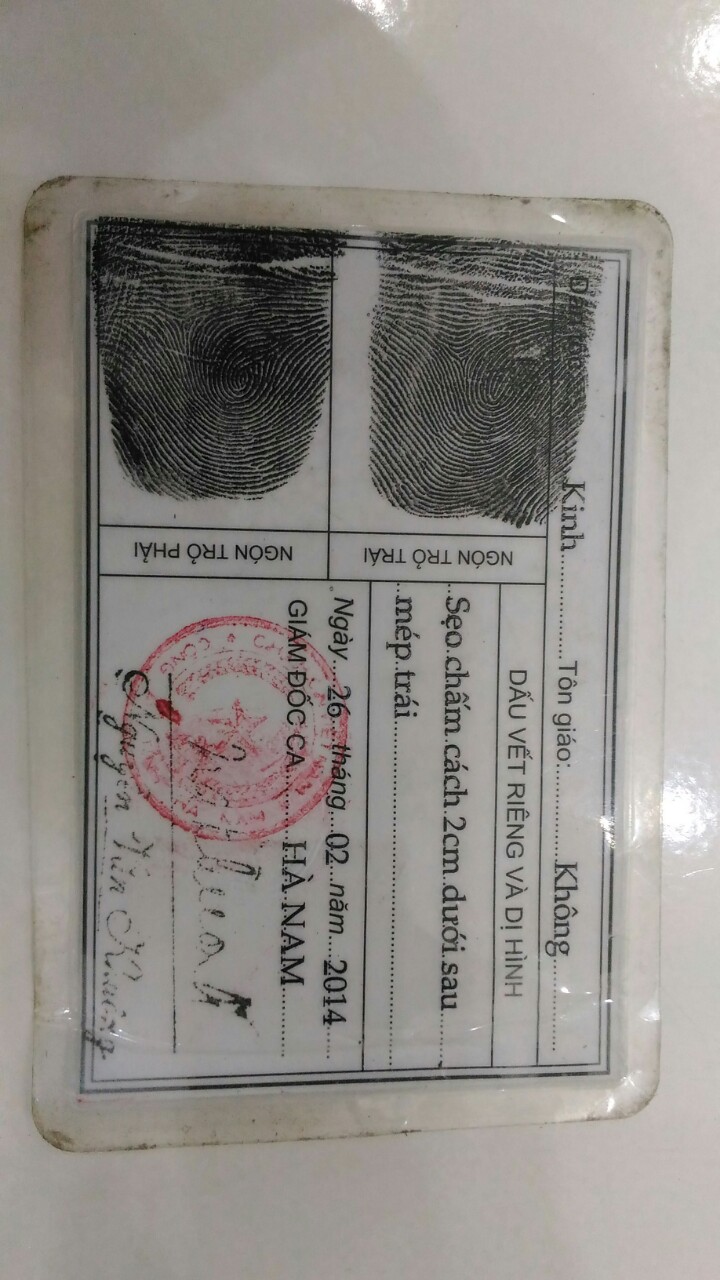 Kinh Tôn giáo: Không
DẤU VẾT RIÊNG VÀ DỊ HÌNH
NGÓN TRỎ TRÁI
Sẹo chấm cách 2cm dưới sau
mép trái
NGÓN TRỎ PHẢI
Ngày 26 tháng 02 năm 2014
GIÁM ĐỐC CA HÀ NAM
Nguyễn